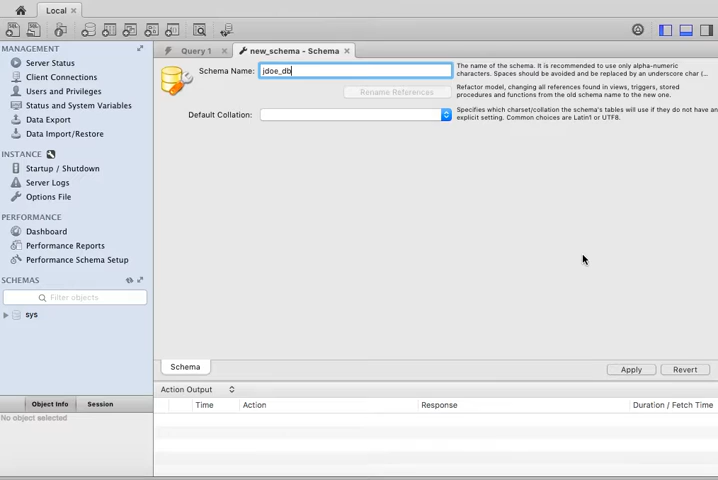 Local
MANAGEMENT
Server Status
Client Connections
Users and Privileges
Status and System Variables
Data Export
Data Import/Restore
INSTANCE
Startup / Shutdown
Server Logs
Options File
PERFORMANCE
Dashboard
Performance Reports
Performance Schema Setup
SCHEMAS
Filter objects
sys
Object Info Session
No object selected
Query 1 new_schema - Schema
Schema Name: jdoe_db
The name of the schema. It is recommended to use only alpha-numeric
characters. Spaces should be avoided and be replaced by an underscore char (...
Rename References
Refactor model, changing all references found in views, triggers, stored
procedures and functions from the old schema name to the new one.
Default Collation:
Specifies which charset/collation the schema's tables will use if they do not have an
explicit setting. Common choices are Latin1 or UTF8.
Schema Apply Revert
Action Output
Time Action Response Duration / Fetch Time